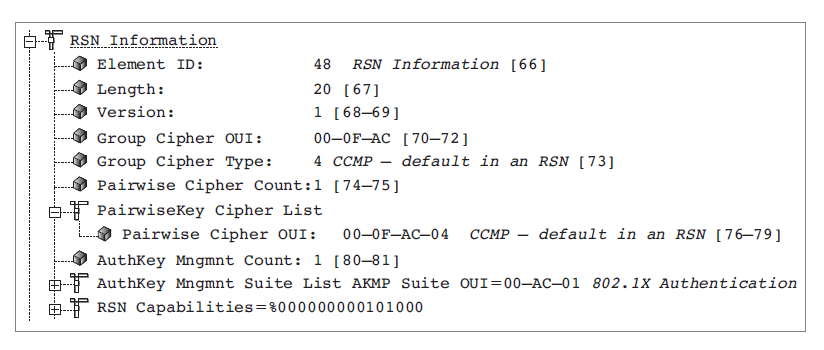 RSN Information
Element ID: 48 RSN Information [66]
Length: 20 [67]
Version: 1 [68–69]
Group Cipher OUI: 00–0F–AC [70–72]
Group Cipher Type: 4 CCMP – default in an RSN [73]
Pairwise Cipher Count:1 [74–75]
PairwiseKey Cipher List
Pairwise Cipher OUI: 00–0F–AC–04 CCMP – default in an RSN [76–79]
AuthKey Mngmnt Count: 1 [80–81]
AuthKey Mngmnt Suite List AKMP Suite OUI=00–AC–01 802.1X Authentication
RSN Capabilities=%0000000000101000